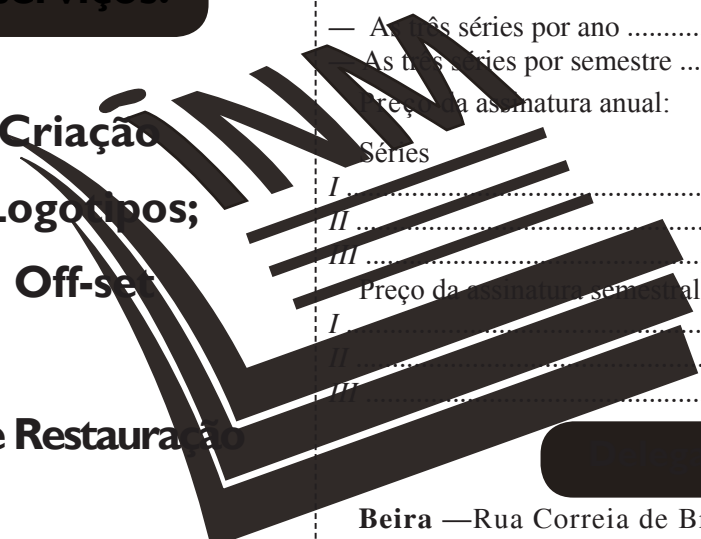 serviços:
Criação
Logotipos;
Off-set
e Restauração
INM
— As três séries por ano ..........
— As três séries por semestre ...
Preço da assinatura anual:
Séries
I ......................................................
II .....................................................
III ....................................................
Preço da assinatura semestral
I ......................................................
II .....................................................
III ....................................................
Beira —Rua Correia de B